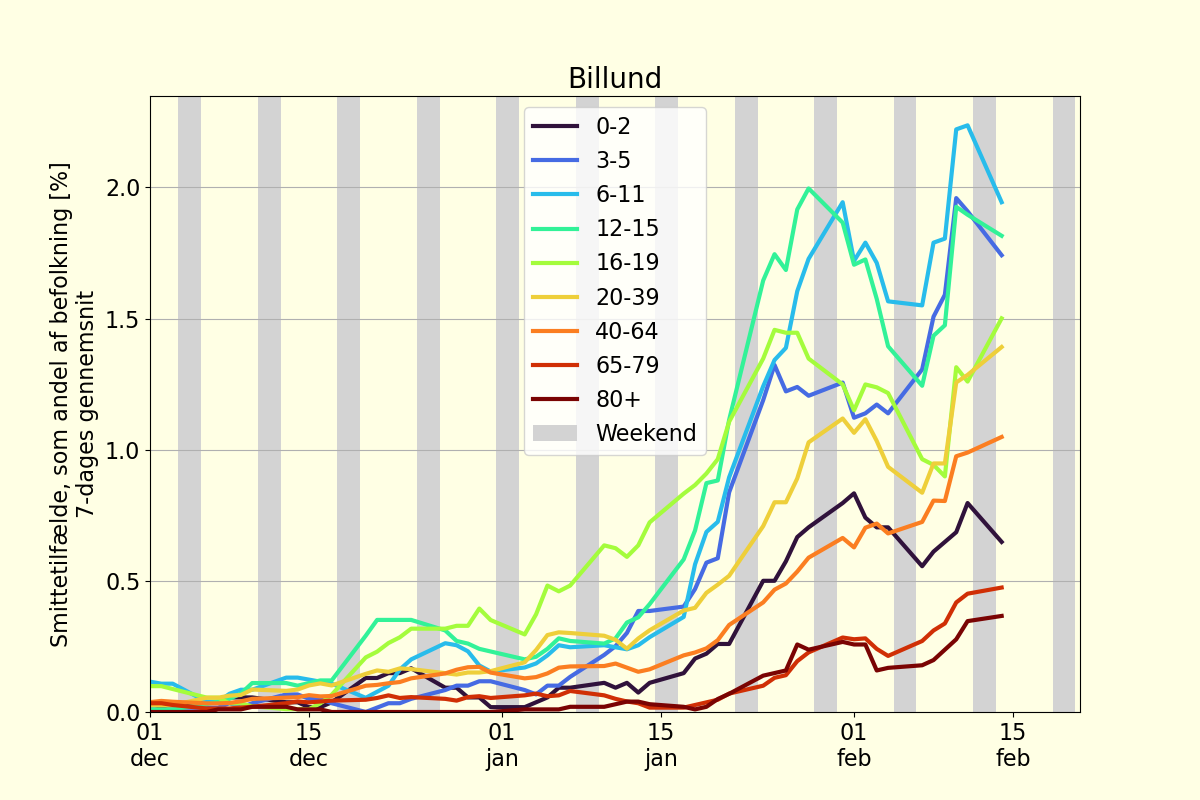 Billund
Smittetilfælde, som andel af befolkning [%]
7-dages gennemsnit
2.0
1.5
1.0
0.5
0.0
0-2
3-5
6-11
12-15
16-19
20-39
40-64
65-79
80+
Weekend
01 15 01 15 01 15
dec dec jan jan feb feb